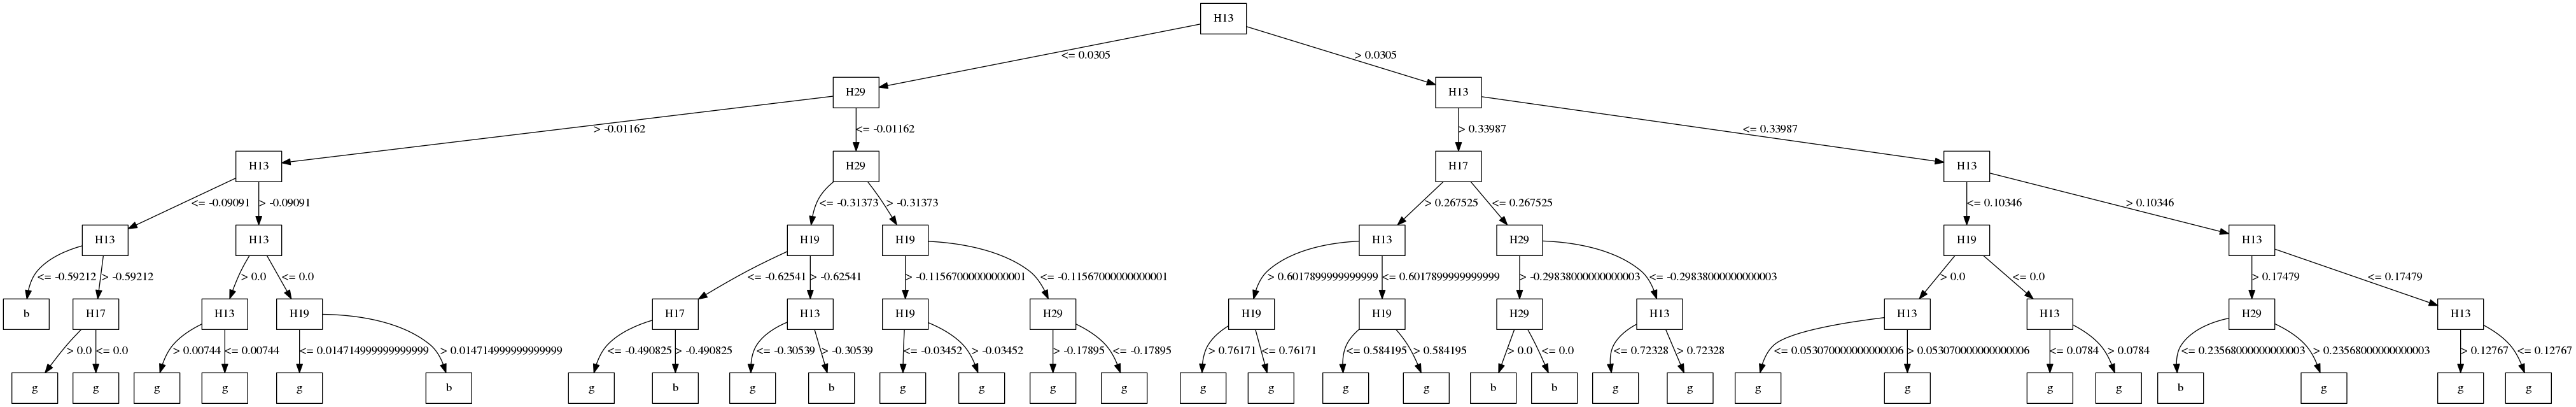 H13
<= 0.0305 > 0.0305
H29 H13
> -0.01162 <= -0.01162 > 0.33987 <= 0.33987
H13 H29 H17 H13
<= -0.09091 > -0.09091 <= -0.31373 > -0.31373 > 0.267525 <= 0.267525 <= 0.10346 > 0.10346
H13 H13 H19 H19 H13 H29 H19 H13
<= -0.59212 > -0.59212 > 0.0 <= 0.0 <= -0.62541 > -0.62541 > -0.11567000000000001 <= -0.11567000000000001 > 0.6017899999999999 <= 0.6017899999999999 > -0.29838000000000003 <= -0.29838000000000003 > 0.0 <= 0.0 > 0.17479 <= 0.17479
b H17 H13 H19 H17 H13 H19 H29 H19 H19 H29 H13 H13 H13 H29 H13
> 0.0 <= 0.0 > 0.00744 <= 0.00744 <= 0.014714999999999999 > 0.014714999999999999 <= -0.490825 > -0.490825 <= -0.30539 > -0.30539 <= -0.03452 > -0.03452 > -0.17895 <= -0.17895 > 0.76171 <= 0.76171 <= 0.584195 > 0.584195 > 0.0 <= 0.0 <= 0.72328 > 0.72328 <= 0.053070000000000006 > 0.053070000000000006 <= 0.0784 > 0.0784 <= 0.23568000000000003 > 0.23568000000000003 > 0.12767 <= 0.12767
g g g g g b g b g b g g g g g g g g b b g g g g g g b g g g